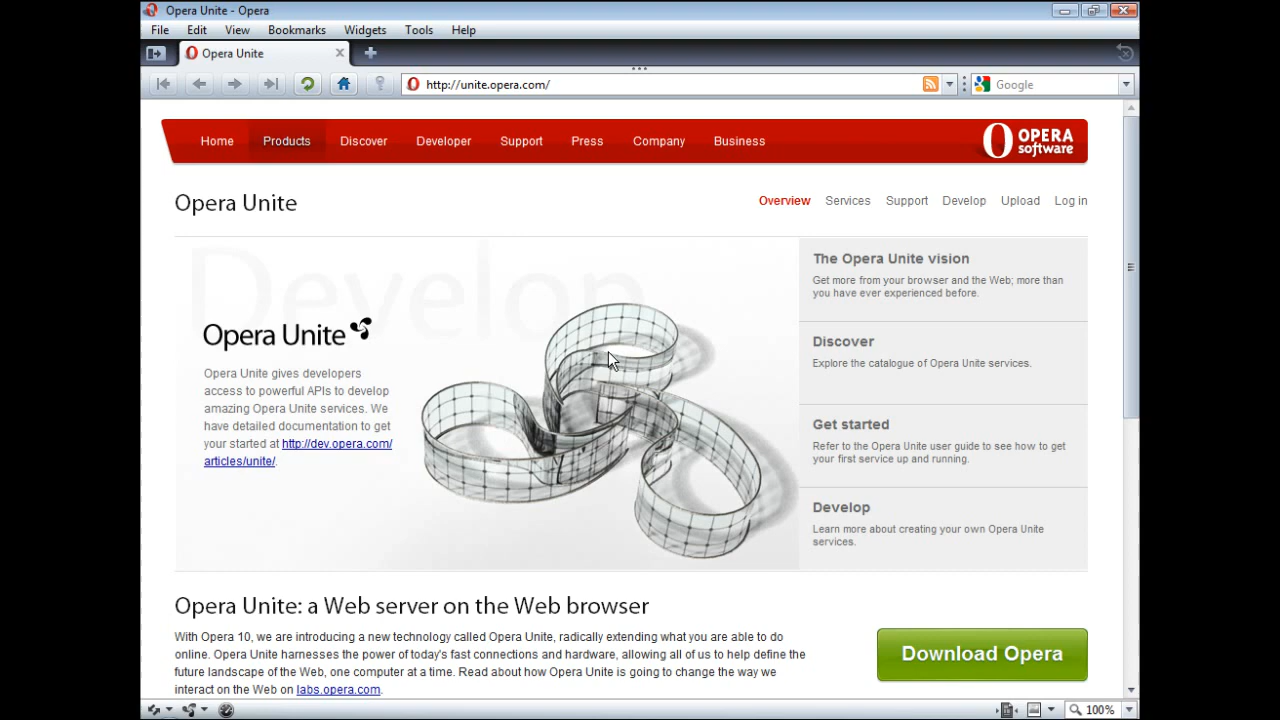 Opera Unite - Opera
File Edit View Bookmarks Widgets Tools Help
Opera Unite
http://unite.opera.com/ Google
Home Products Discover Developer Support Press Company Business OPERA software
Opera Unite
Overview Services Support Develop Upload Log in
Develop
Opera Unite
Opera Unite gives developers
access to powerful APIs to develop
amazing Opera Unite services. We
have detailed documentation to get
your started at http://dev.opera.com/
articles/unite/.
The Opera Unite vision
Get more from your browser and the Web; more than
you have ever experienced before.
Discover
Explore the catalogue of Opera Unite services.
Get started
Refer to the Opera Unite user guide to see how to get
your first service up and running.
Develop
Learn more about creating your own Opera Unite
services.
Opera Unite: a Web server on the Web browser
With Opera 10, we are introducing a new technology called Opera Unite, radically extending what you are able to do
online. Opera Unite harnesses the power of today's fast connections and hardware, allowing all of us to help define the
future landscape of the Web, one computer at a time. Read about how Opera Unite is going to change the way we
interact on the Web on labs.opera.com.
Download Opera
100%